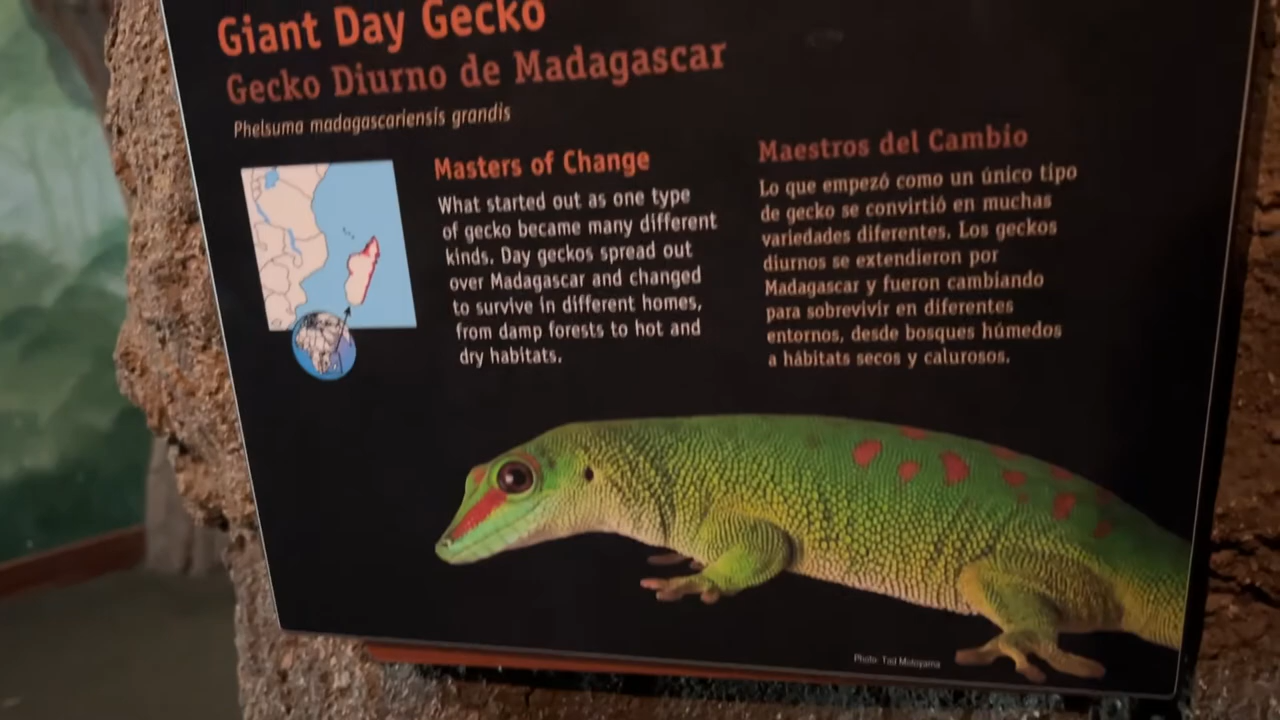 Giant Day Gecko
Gecko Diurno de Madagascar
Phelsuma madagascariensis grandis
Masters of Change
What started out as one type
of gecko became many different
kinds. Day geckos spread out
over Madagascar and changed
to survive in different homes,
from damp forests to hot and
dry habitats.
Maestros del Cambio
Lo que empezó como un único tipo
de gecko se convirtió en muchas
variedades diferentes. Los geckos
diurnos se extendieron por
Madagascar y fueron cambiando
para sobrevivir en diferentes
entornos, desde bosques húmedos
a hábitats secos y calurosos.
Photo: Tad Motoyama